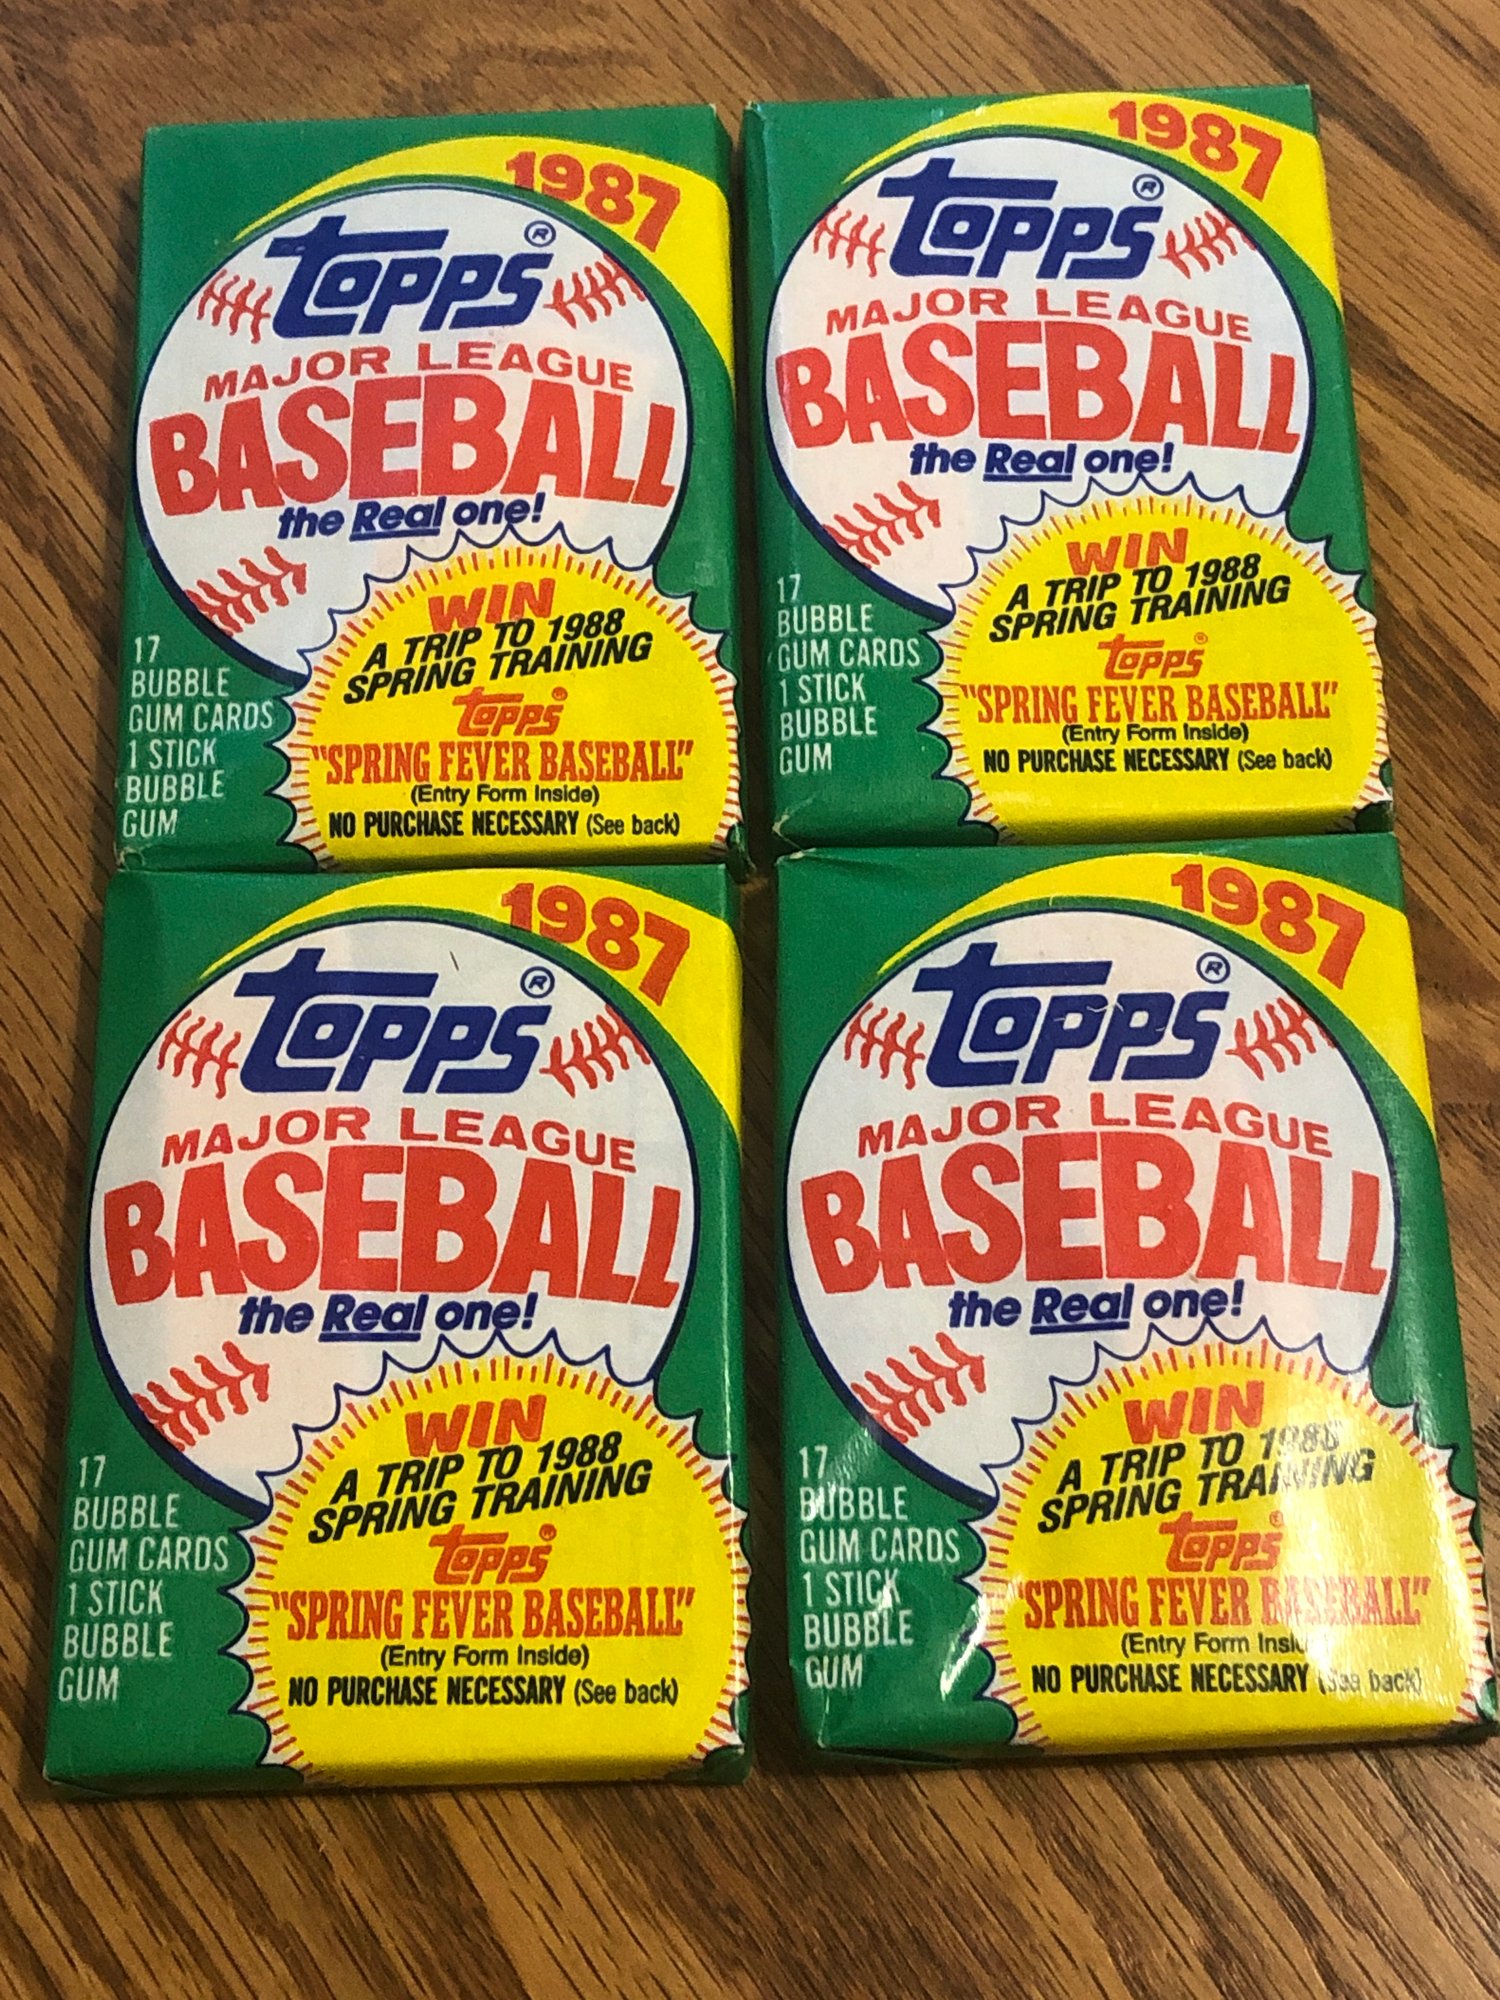 1987
Topps®
MAJOR LEAGUE
BASEBALL
the Real one!
17
BUBBLE
GUM CARDS
1 STICK
BUBBLE
GUM
WIN
A TRIP TO 1988
SPRING TRAINING
Topps®
"SPRING FEVER BASEBALL"
(Entry Form Inside)
NO PURCHASE NECESSARY (See back)
1987
Topps®
MAJOR LEAGUE
BASEBALL
the Real one!
17
BUBBLE
GUM CARDS
1 STICK
BUBBLE
GUM
WIN
A TRIP TO 1988
SPRING TRAINING
Topps®
"SPRING FEVER BASEBALL"
(Entry Form Inside)
NO PURCHASE NECESSARY (See back)
1987
Topps®
MAJOR LEAGUE
BASEBALL
the Real one!
17
BUBBLE
GUM CARDS
1 STICK
BUBBLE
GUM
WIN
A TRIP TO 1988
SPRING TRAINING
Topps®
"SPRING FEVER BASEBALL"
(Entry Form Inside)
NO PURCHASE NECESSARY (See back)
1987
Topps®
MAJOR LEAGUE
BASEBALL
the Real one!
17
BUBBLE
GUM CARDS
1 STICK
BUBBLE
GUM
WIN
A TRIP TO 1988
SPRING TRAINING
Topps®
"SPRING FEVER BASEBALL"
(Entry Form Inside)
NO PURCHASE NECESSARY (See back)